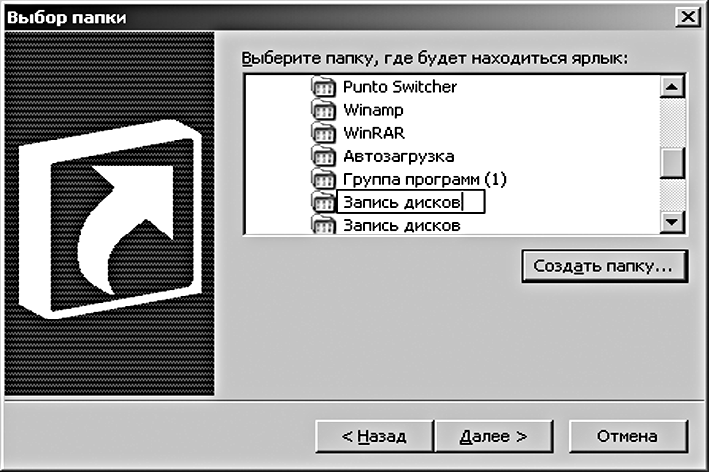 Выбор папки
Выберите папку, где будет находиться ярлык:
Punto Switcher
Winamp
WinRAR
Автозагрузка
Группа программ (1)
Запись дисков
Запись дисков
Создать папку...
< Назад
Далее >
Отмена